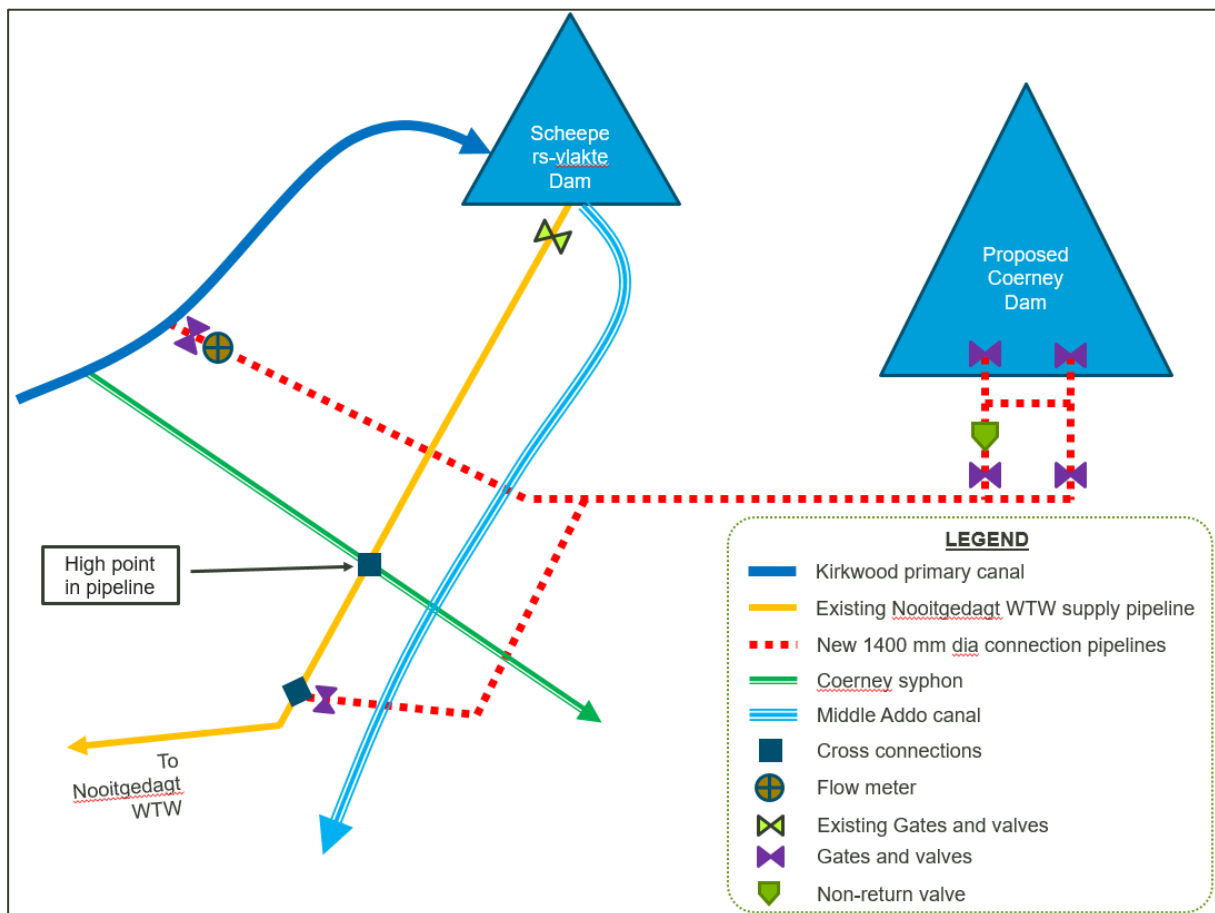 Scheepe
rs-vlakte
Dam
Proposed
Coerney
Dam
High point
in pipeline
To
Nooitgedagt
WTW
LEGEND
Kirkwood primary canal
Existing Nooitgedagt WTW supply pipeline
New 1400 mm dia connection pipelines
Coerney syphon
Middle Addo canal
Cross connections
Flow meter
Existing Gates and valves
Gates and valves
Non-return valve